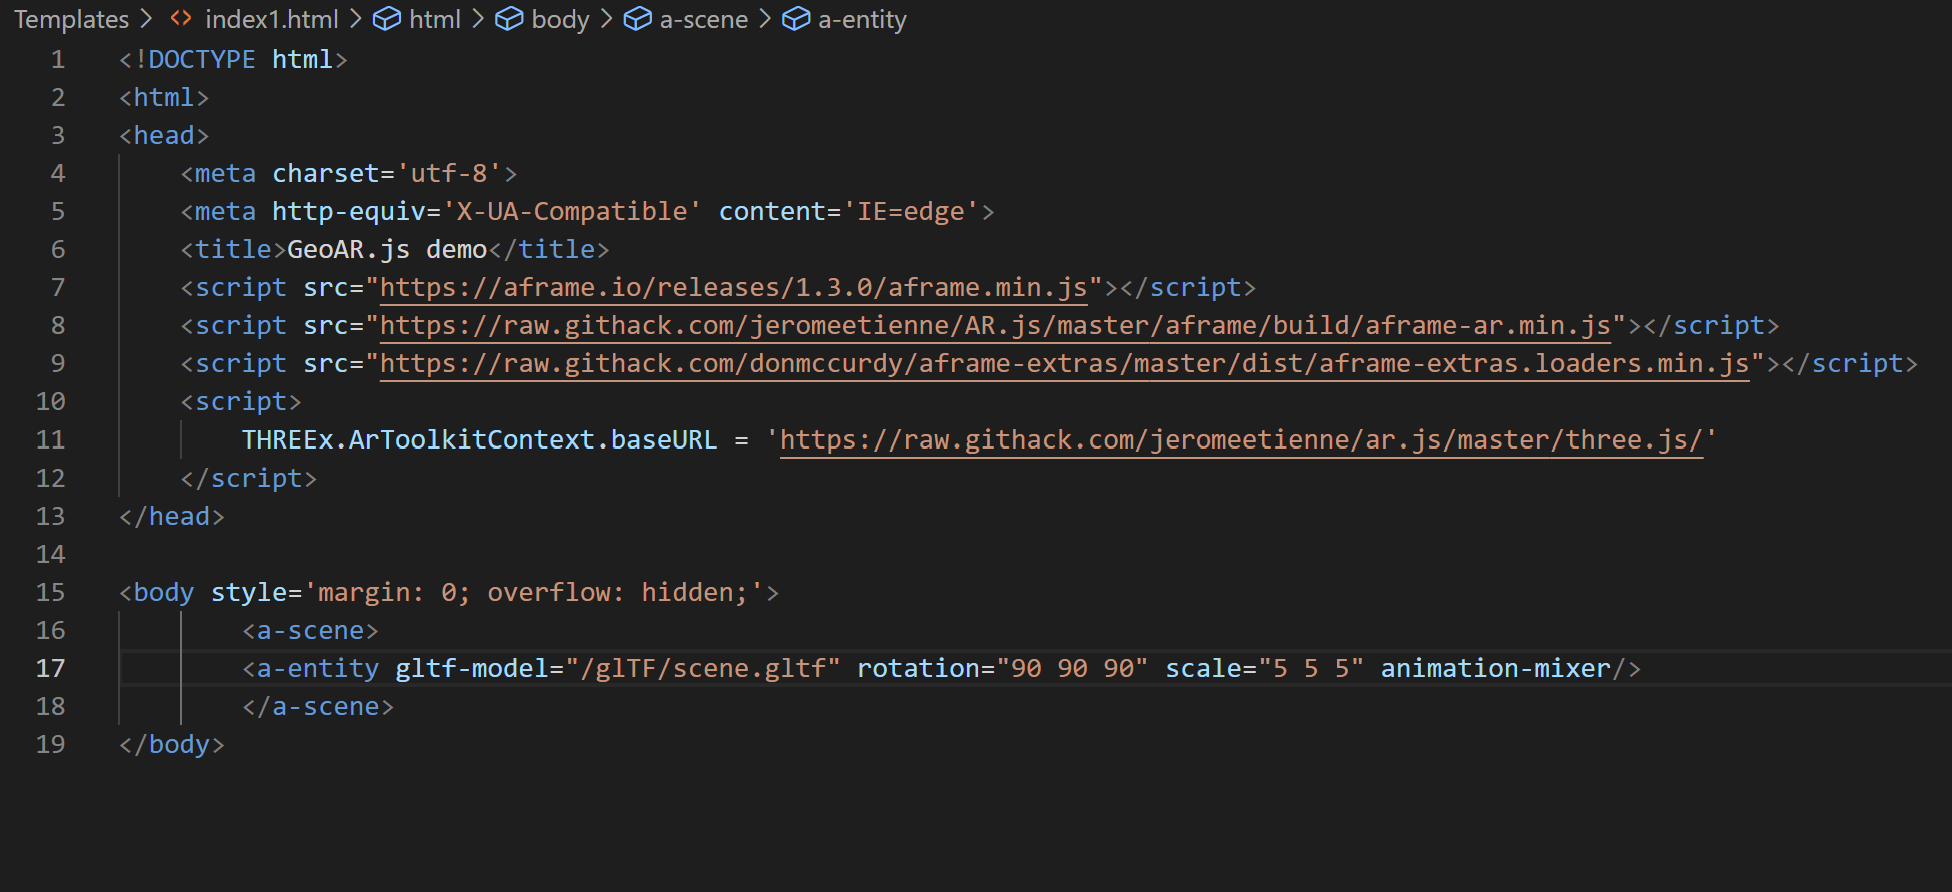 Templates > <> index1.html > html > body > a-scene > a-entity
1 <!DOCTYPE html>
2 <html>
3 <head>
4 <meta charset='utf-8'>
5 <meta http-equiv='X-UA-Compatible' content='IE=edge'>
6 <title>GeoAR.js demo</title>
7 <script src="https://aframe.io/releases/1.3.0/aframe.min.js"></script>
8 <script src="https://raw.githack.com/jeromeetienne/AR.js/master/aframe/build/aframe-ar.min.js"></script>
9 <script src="https://raw.githack.com/donmccurdy/aframe-extras/master/dist/aframe-extras.loaders.min.js"></script>
10 <script>
11 THREEx.ArToolkitContext.baseURL = 'https://raw.githack.com/jeromeetienne/ar.js/master/three.js/'
12 </script>
13 </head>
14
15 <body style='margin: 0; overflow: hidden;'>
16 <a-scene>
17 <a-entity gltf-model="/glTF/scene.gltf" rotation="90 90 90" scale="5 5 5" animation-mixer/>
18 </a-scene>
19 </body>